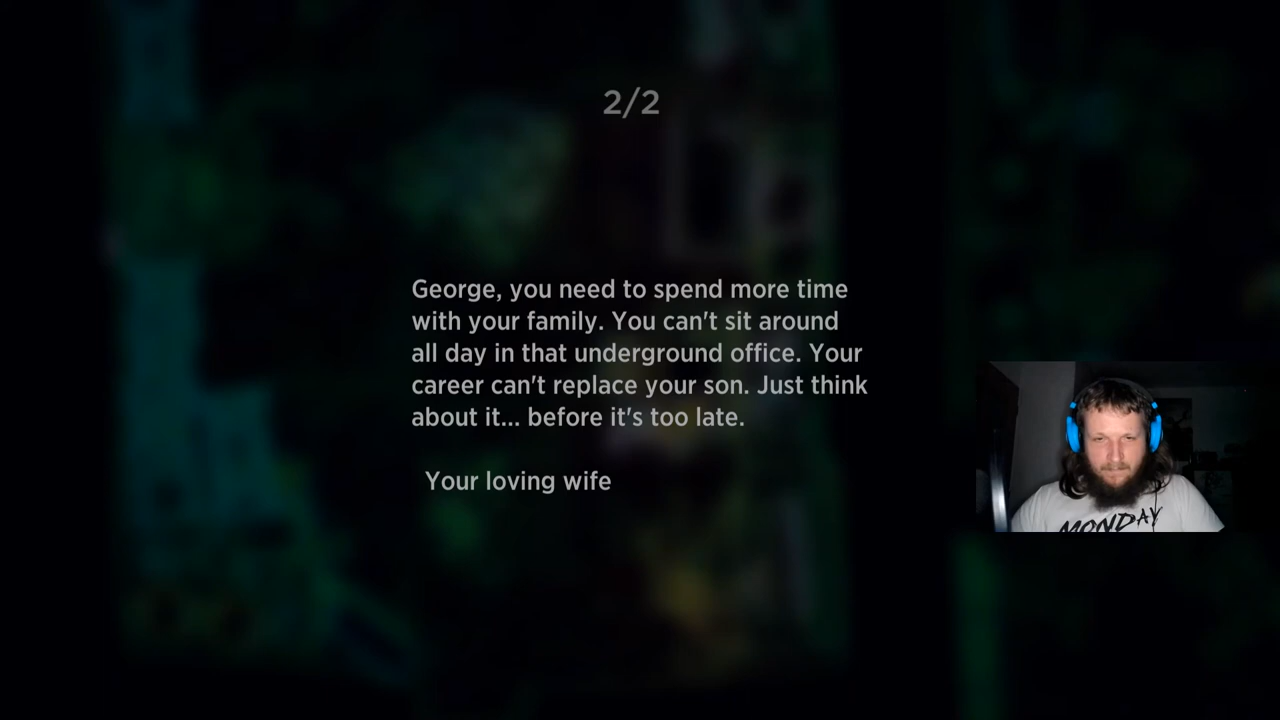 2/2
George, you need to spend more time
with your family. You can't sit around
all day in that underground office. Your
career can't replace your son. Just think
about it... before it's too late.
Your loving wife
MONDAY